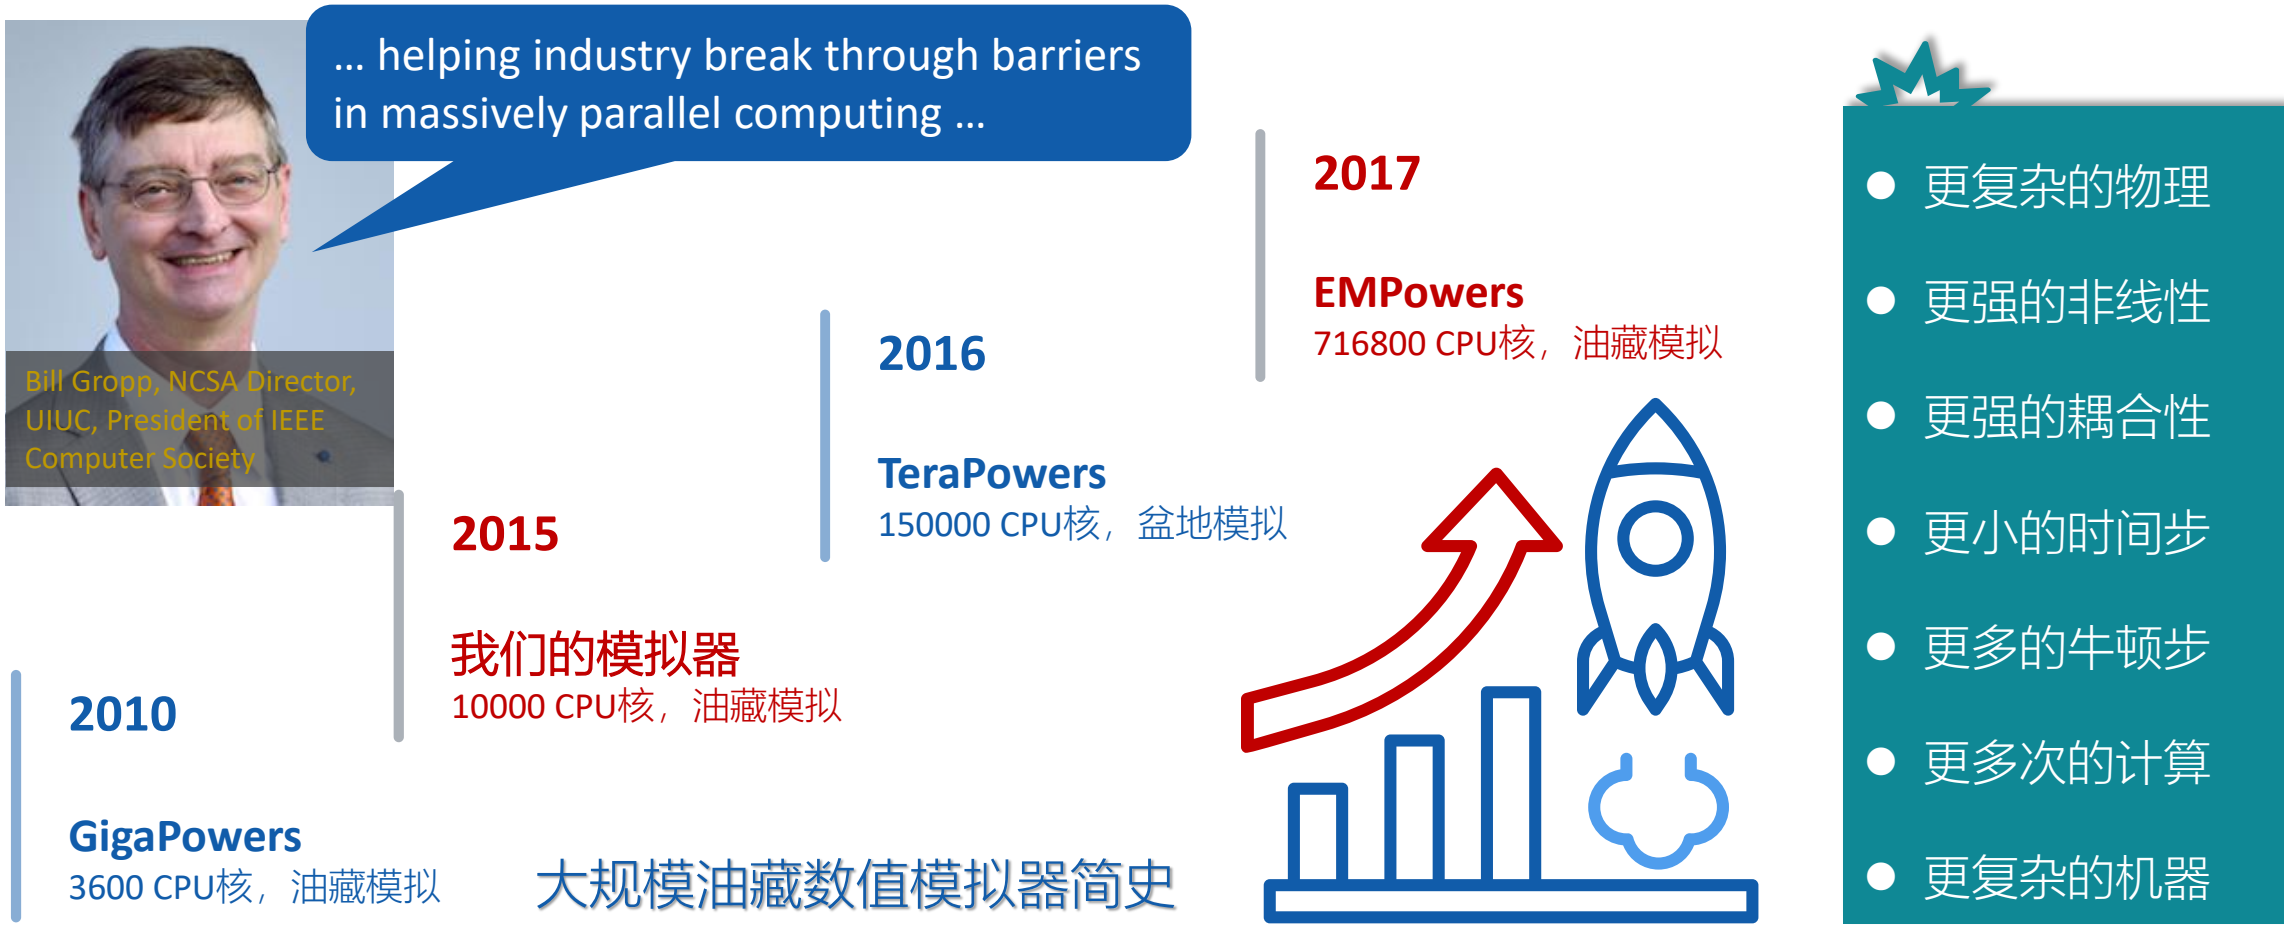 … helping industry break through barriers
in massively parallel computing …
Bill Gropp, NCSA Director,
UIUC, President of IEEE
Computer Society
2010
GigaPowers
3600 CPU核，油藏模拟
2015
我们的模拟器
10000 CPU核，油藏模拟
2016
TeraPowers
150000 CPU核，盆地模拟
2017
EMPowers
716800 CPU核，油藏模拟
大规模油藏数值模拟器简史
● 更复杂的物理
● 更强的非线性
● 更强的耦合性
● 更小的时间步
● 更多的牛顿步
● 更多次的计算
● 更复杂的机器